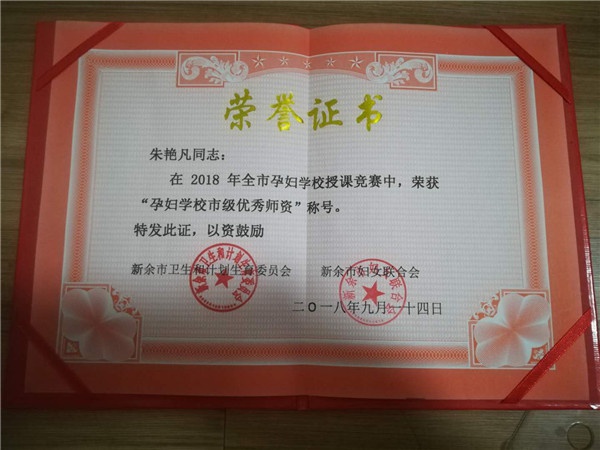 荣誉证书
朱艳凡同志：
在 2018 年全市孕妇学校授课竞赛中，荣获
“孕妇学校市级优秀师资”称号。
特发此证，以资鼓励
新余市卫生和计划生育委员会 新余市妇女联合会
二〇一八年九月二十四日